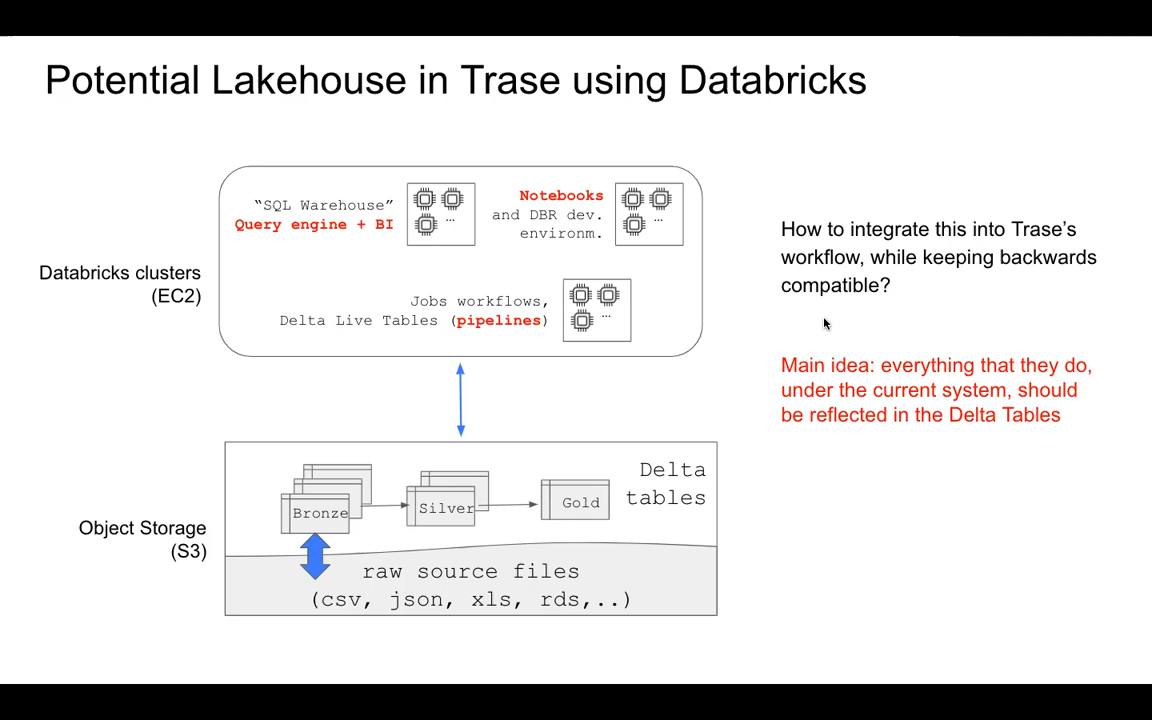 Potential Lakehouse in Trase using Databricks
“SQL Warehouse”
Query engine + BI
...
Notebooks
and DBR dev.
environm.
...
Databricks clusters
(EC2)
Jobs workflows,
Delta Live Tables (pipelines)
...
How to integrate this into Trase’s
workflow, while keeping backwards
compatible?
Main idea: everything that they do,
under the current system, should
be reflected in the Delta Tables
Object Storage
(S3)
Bronze
Silver
Gold
Delta
tables
raw source files
(csv, json, xls, rds,..)